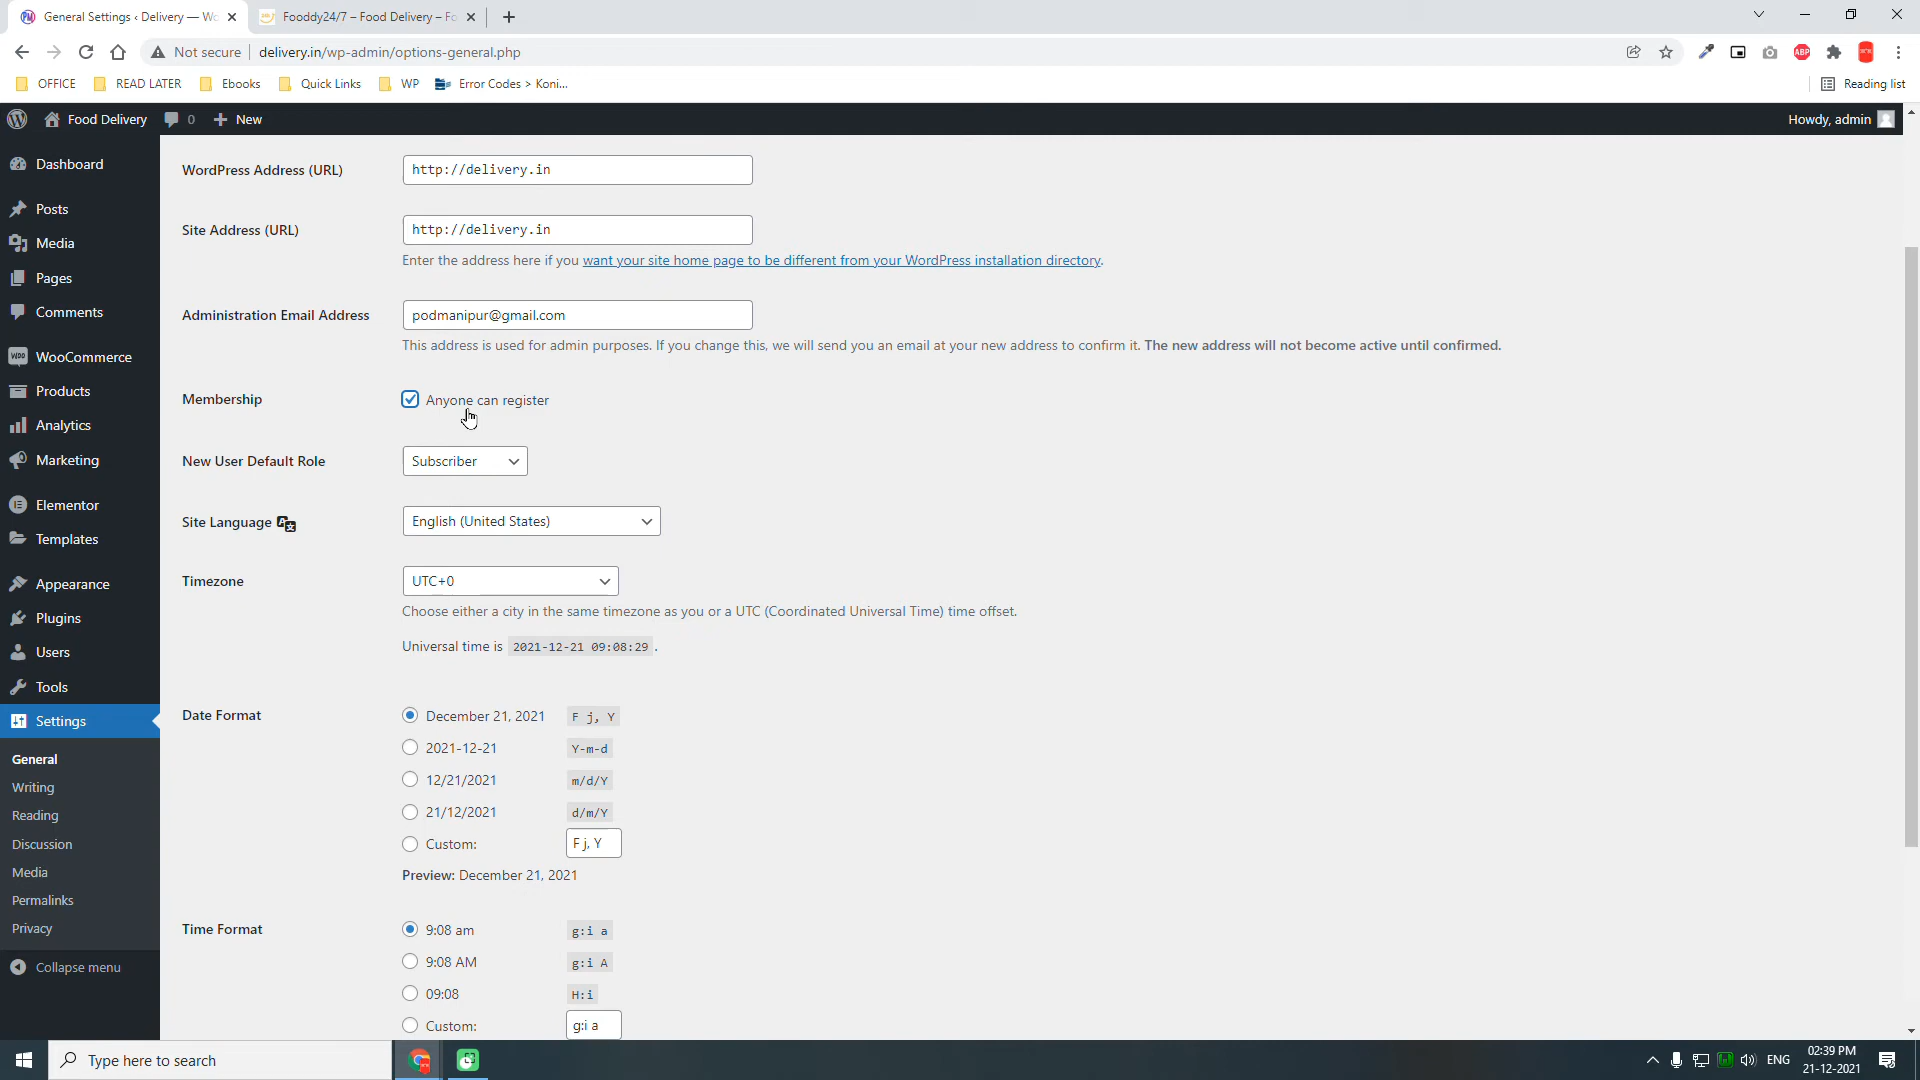 General Settings ‹ Delivery — Wo
Fooddy24/7 – Food Delivery – Fo
Not secure
delivery.in/wp-admin/options-general.php
ABP
OFFICE
READ LATER
Ebooks
Quick Links
WP
Error Codes > Koni...
Reading list
Food Delivery
0
New
Howdy, admin
Dashboard
Posts
Media
Pages
Comments
WooCommerce
Products
Analytics
Marketing
Elementor
Templates
Appearance
Plugins
Users
Tools
Settings
General
Writing
Reading
Discussion
Media
Permalinks
Privacy
Collapse menu
WordPress Address (URL)
http://delivery.in
Site Address (URL)
http://delivery.in
Enter the address here if you want your site home page to be different from your WordPress installation directory.
Administration Email Address
podmanipur@gmail.com
This address is used for admin purposes. If you change this, we will send you an email at your new address to confirm it. The new address will not become active until confirmed.
Membership
Anyone can register
New User Default Role
Subscriber
Site Language
English (United States)
Timezone
UTC+0
Choose either a city in the same timezone as you or a UTC (Coordinated Universal Time) time offset.
Universal time is 2021-12-21 09:08:29 .
Date Format
December 21, 2021 F j, Y
2021-12-21 Y-m-d
12/21/2021 m/d/Y
21/12/2021 d/m/Y
Custom: F j, Y
Preview: December 21, 2021
Time Format
9:08 am g:i a
9:08 AM g:i A
09:08 H:i
Custom: g:i a
Type here to search
ENG
02:39 PM
21-12-2021